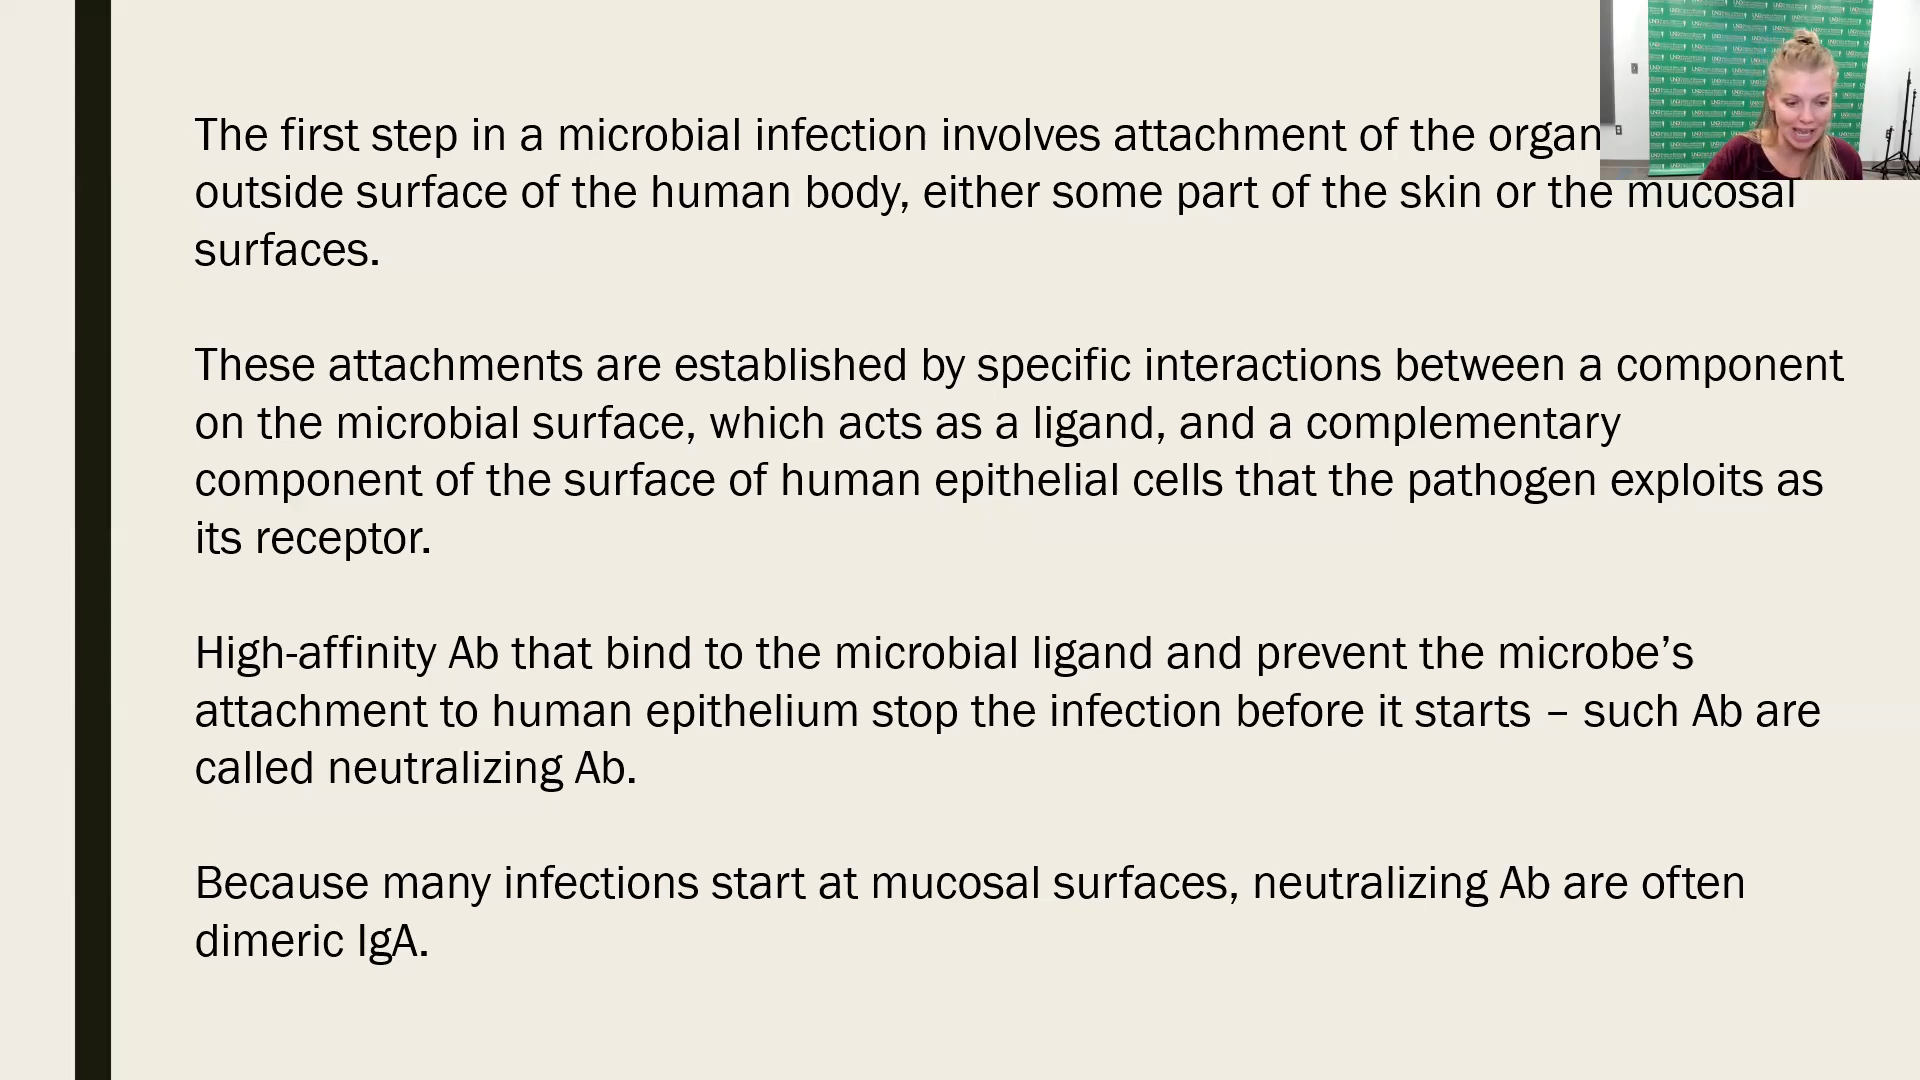 The first step in a microbial infection involves attachment of the organ
outside surface of the human body, either some part of the skin or the mucosal
surfaces.
These attachments are established by specific interactions between a component
on the microbial surface, which acts as a ligand, and a complementary
component of the surface of human epithelial cells that the pathogen exploits as
its receptor.
High-affinity Ab that bind to the microbial ligand and prevent the microbe’s
attachment to human epithelium stop the infection before it starts – such Ab are
called neutralizing Ab.
Because many infections start at mucosal surfaces, neutralizing Ab are often
dimeric IgA.